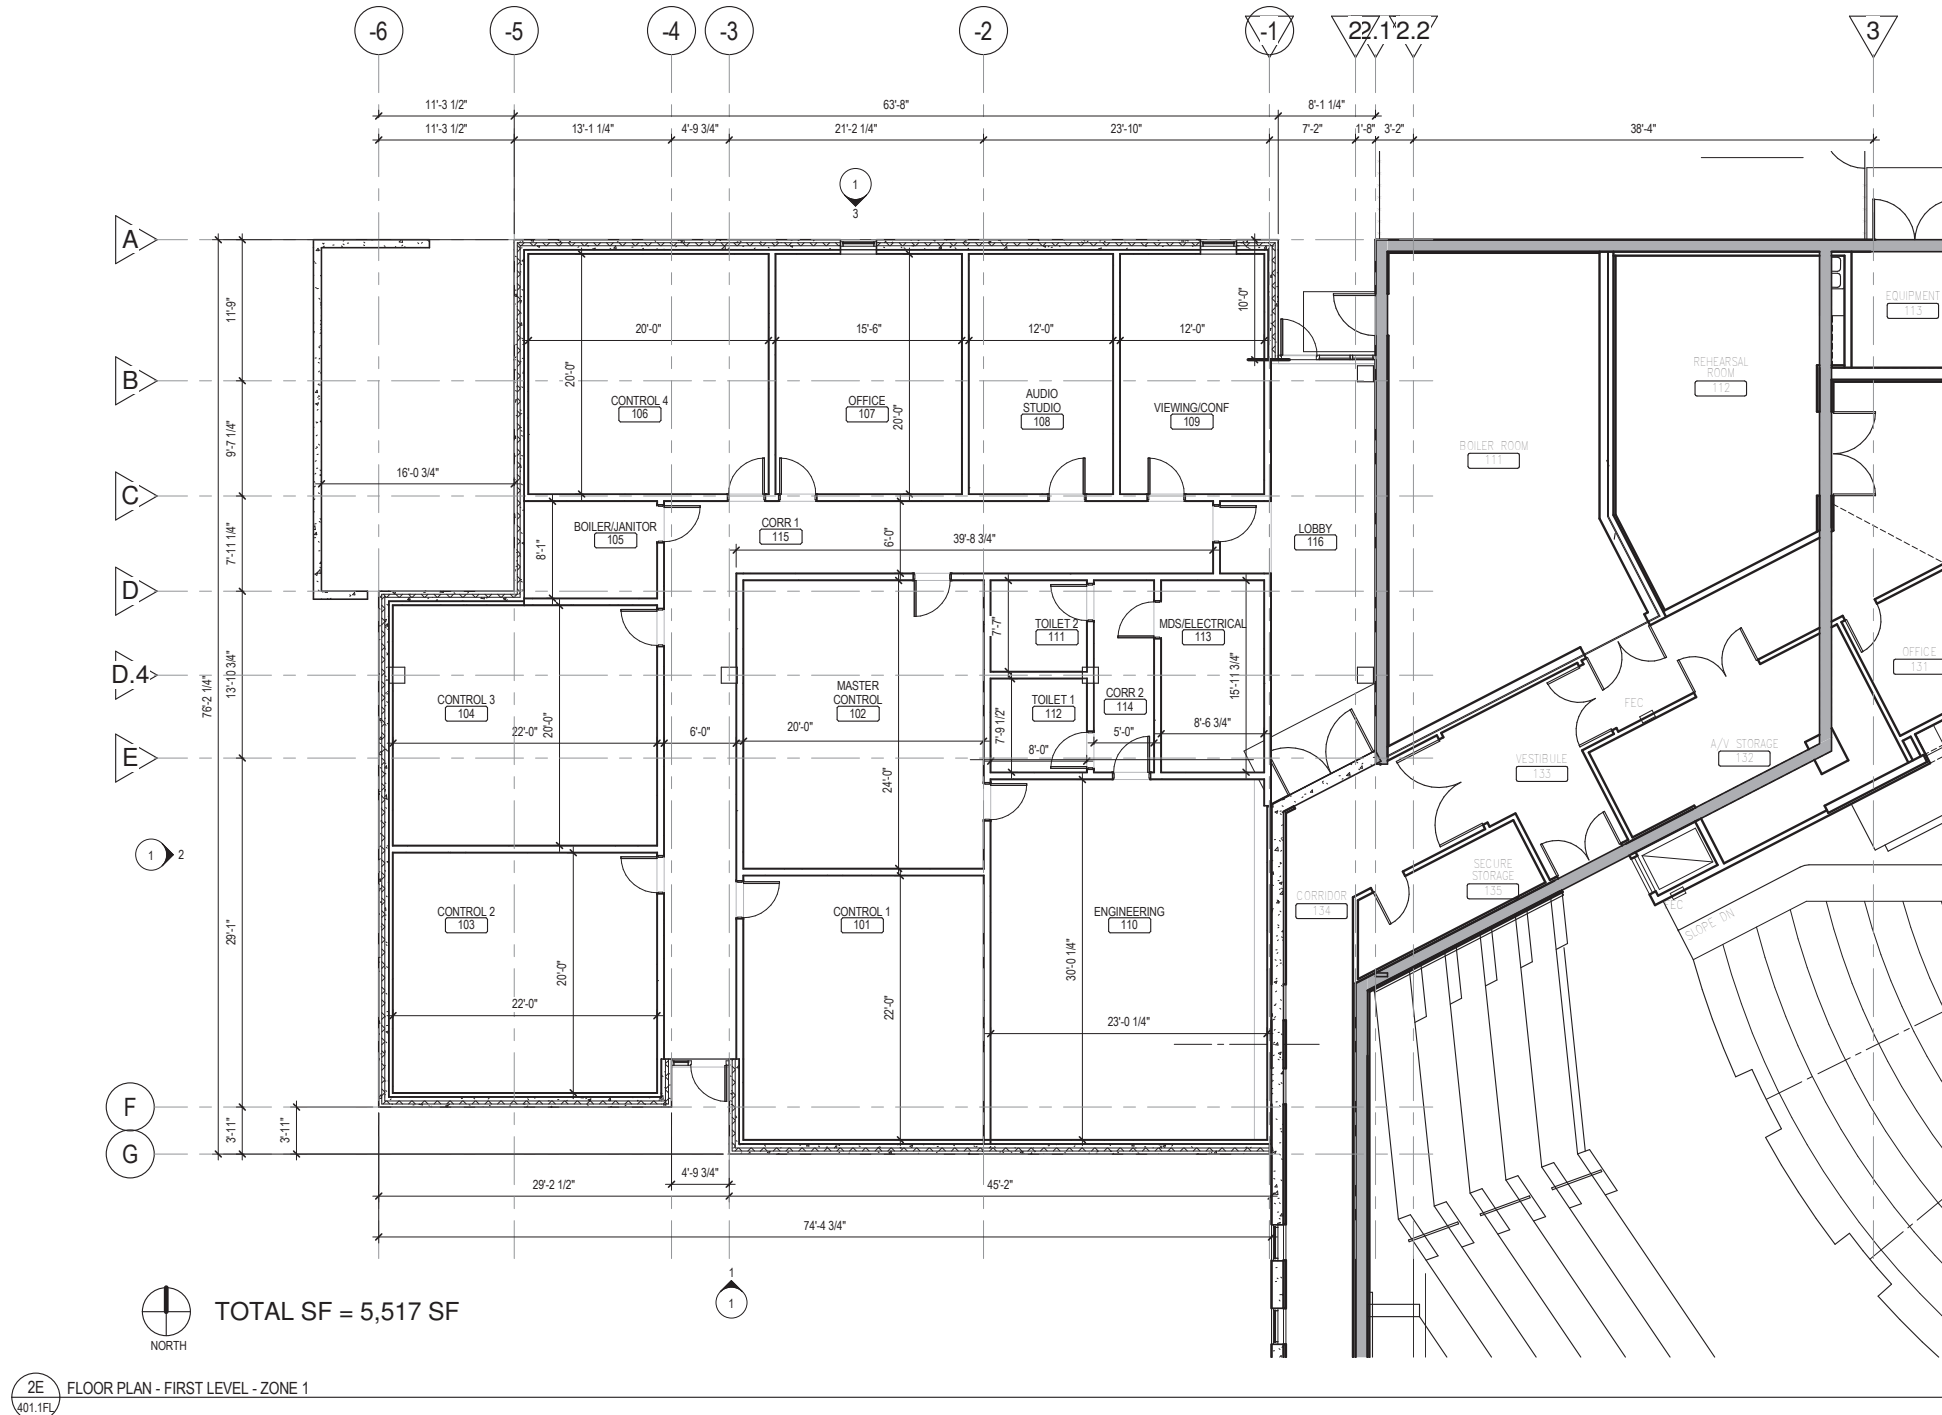 -6
-5
-4
-3
-2
-1
2
2.1
2.2
3
11'-3 1/2"
63'-8"
8'-1 1/4"
11'-3 1/2"
13'-1 1/4"
4'-9 3/4"
21'-2 1/4"
23'-10"
7'-2"
1'-8"
3'-2"
38'-4"
1
3
A
B
C
D
D.4
E
F
G
11'-9"
9'-7 1/4"
7'-11 1/4"
13'-10 3/4"
76'-2 1/4"
29'-1"
3'-11"
3'-11"
10'-0"
20'-0"
15'-6"
12'-0"
12'-0"
20'-0"
20'-0"
CONTROL 4
106
OFFICE
107
AUDIO
STUDIO
108
VIEWING/CONF
109
EQUIPMENT
113
REHEARSAL
ROOM
112
BOILER ROOM
111
16'-0 3/4"
BOILER/JANITOR
105
8'-1"
CORR 1
115
6'-0"
39'-8 3/4"
LOBBY
116
TOILET 2
111
7'-7"
MDS/ELECTRICAL
113
15'-11 3/4"
OFFICE
131
CONTROL 3
104
22'-0"
20'-0"
6'-0"
MASTER
CONTROL
102
20'-0"
24'-0"
TOILET 1
112
7'-9 1/2"
8'-0"
CORR 2
114
5'-0"
8'-6 3/4"
FEC
A/V STORAGE
132
VESTIBULE
133
1
2
SECURE
STORAGE
135
CORRIDOR
134
FEC
SLOPE DN
CONTROL 2
103
20'-0"
22'-0"
CONTROL 1
101
22'-0"
ENGINEERING
110
30'-0 1/4"
23'-0 1/4"
4'-9 3/4"
29'-2 1/2"
45'-2"
74'-4 3/4"
1
1
NORTH
TOTAL SF = 5,517 SF
2E
401.1FL
FLOOR PLAN - FIRST LEVEL - ZONE 1